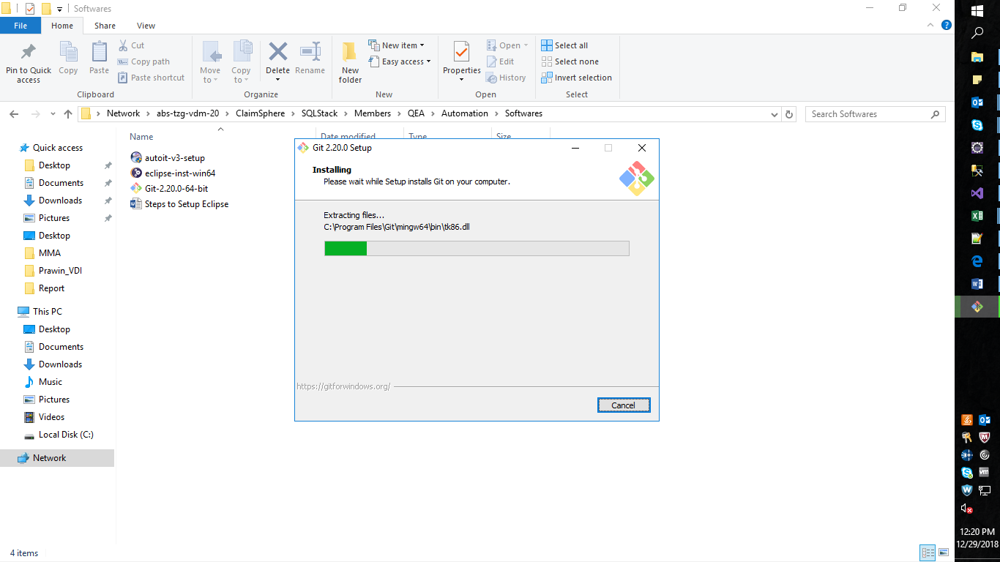 Softwares
File Home Share View
Pin to Quick access
Copy
Paste
Cut
Copy path
Paste shortcut
Clipboard
Move to
Copy to
Delete
Rename
Organize
New folder
New item
Easy access
New
Properties
Open
Edit
History
Open
Select all
Select none
Invert selection
Select
Network abs-tzg-vdm-20 ClaimSphere SQLStack Members QEA Automation Softwares
Search Softwares
Name Date modified Type Size
Quick access
Desktop
Documents
Downloads
Pictures
Desktop
MMA
Prawin_VDI
Report
This PC
Desktop
Documents
Downloads
Music
Pictures
Videos
Local Disk (C:)
Network
autoit-v3-setup
eclipse-inst-win64
Git-2.20.0-64-bit
Steps to Setup Eclipse
Git 2.20.0 Setup
Installing
Please wait while Setup installs Git on your computer.
Extracting files...
C:\Program Files\Git\mingw64\bin\tk86.dll
https://gitforwindows.org/
Cancel
4 items
12:20 PM
12/29/2018